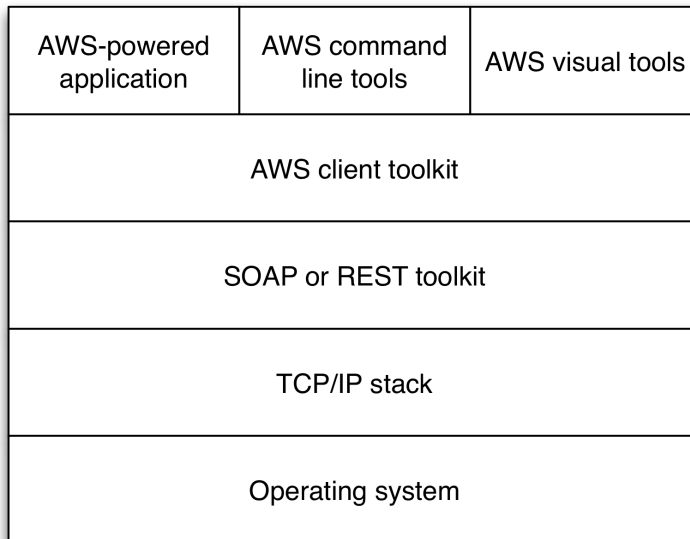 AWS-powered
application
AWS command
line tools
AWS visual tools
AWS client toolkit
SOAP or REST toolkit
TCP/IP stack
Operating system